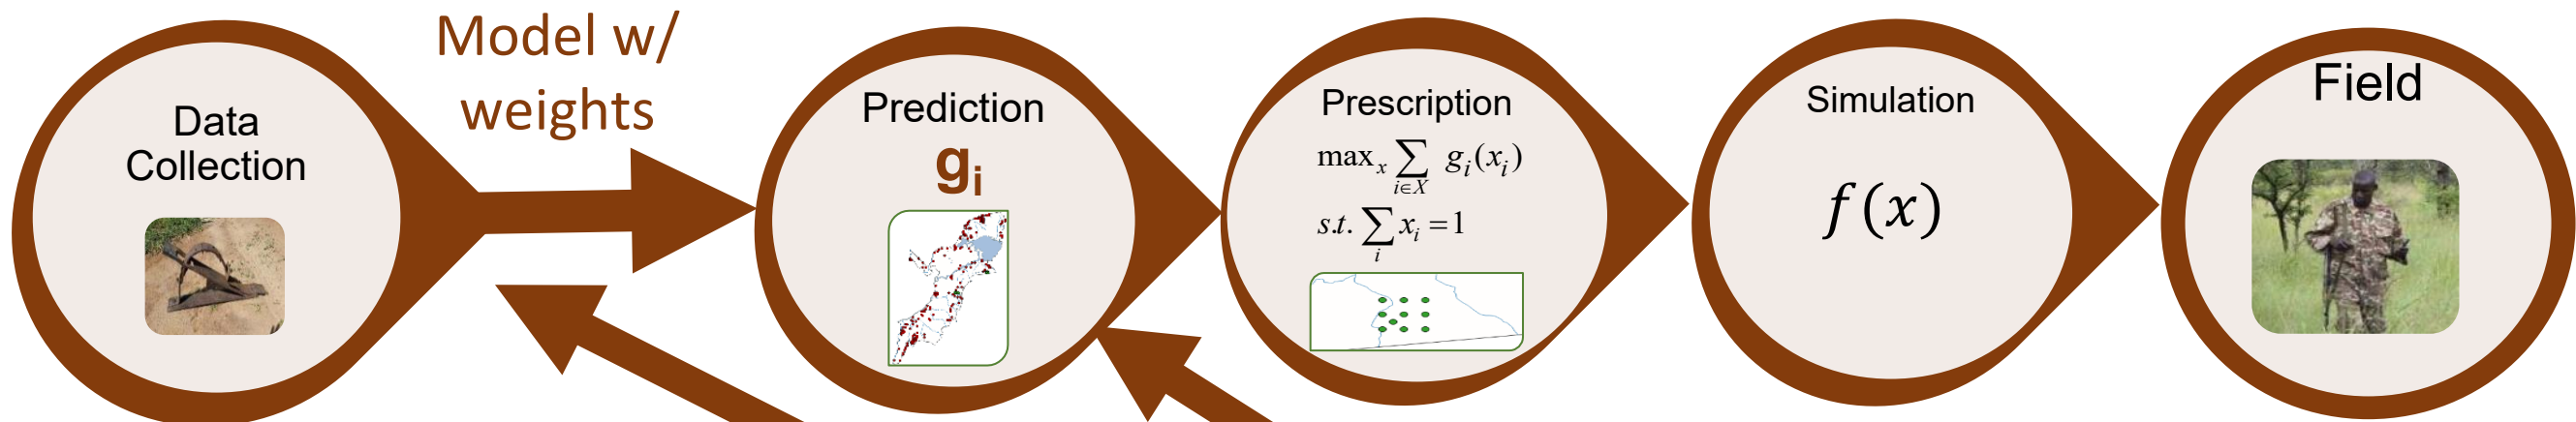 Data
Collection
Model w/
weights
Prediction
gᵢ
Prescription
maxₓ ∑ gᵢ(xᵢ)
i∈X
s.t. ∑ xᵢ = 1
i
Simulation
f(x)
Field